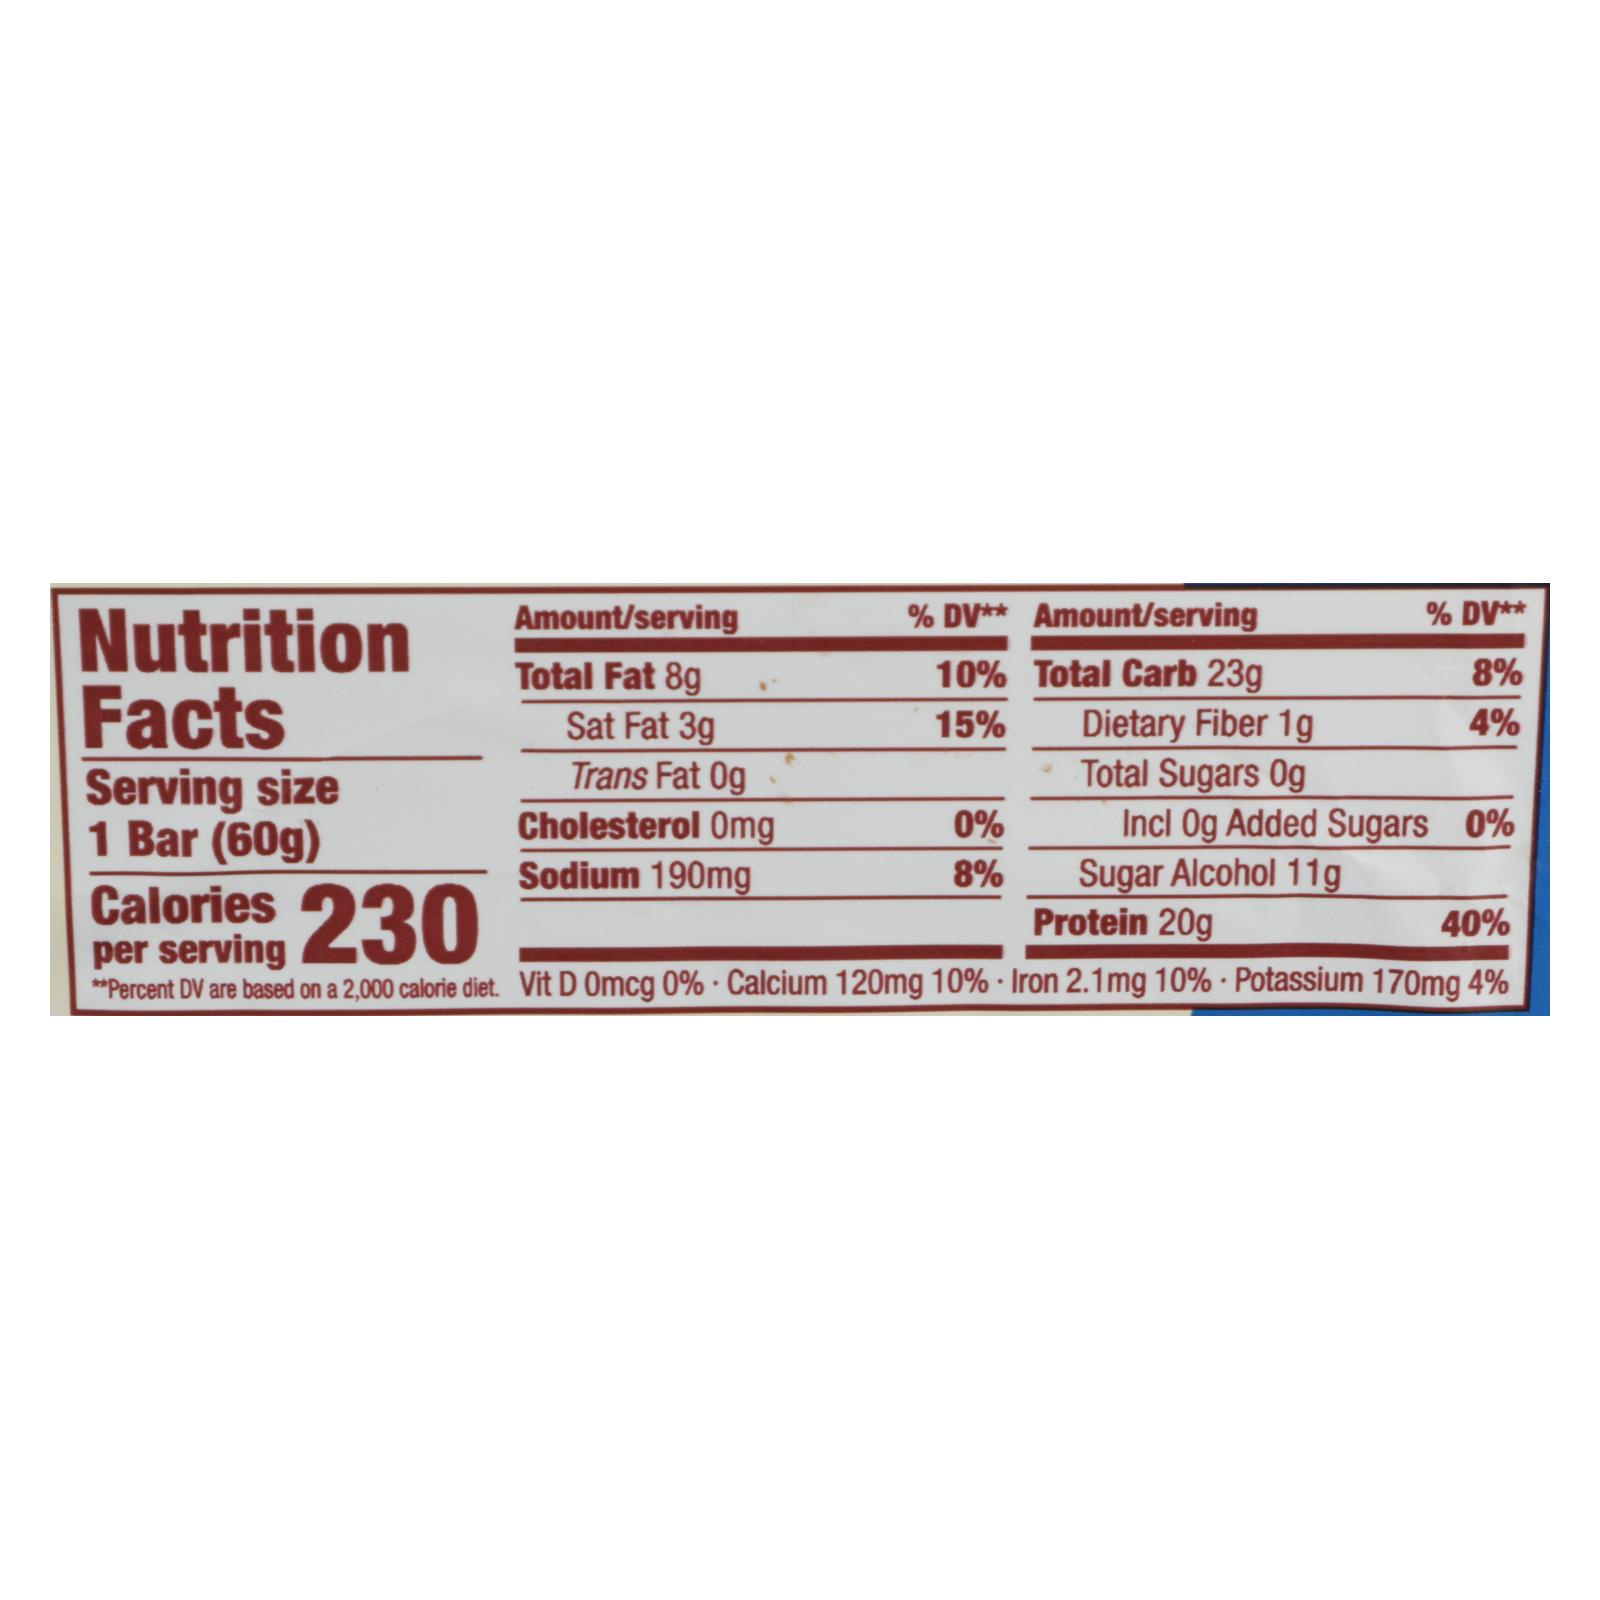 Nutrition
Facts
Serving size
1 Bar (60g)
Calories
per serving 230
**Percent DV are based on a 2,000 calorie diet.
Amount/serving % DV**
Total Fat 8g 10%
Sat Fat 3g 15%
Trans Fat 0g
Cholesterol 0mg 0%
Sodium 190mg 8%
Amount/serving % DV**
Total Carb 23g 8%
Dietary Fiber 1g 4%
Total Sugars 0g
Incl 0g Added Sugars 0%
Sugar Alcohol 11g
Protein 20g 40%
Vit D 0mcg 0% · Calcium 120mg 10% · Iron 2.1mg 10% · Potassium 170mg 4%